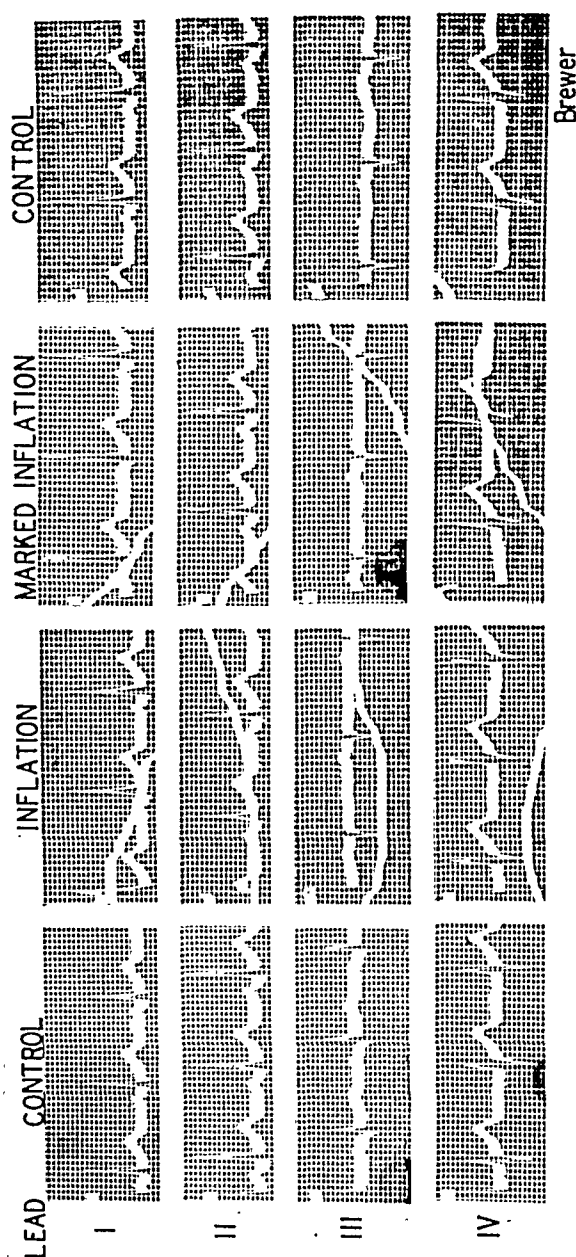 LEAD CONTROL INFLATION MARKED INFLATION CONTROL
I
II
III
IV
Brewer